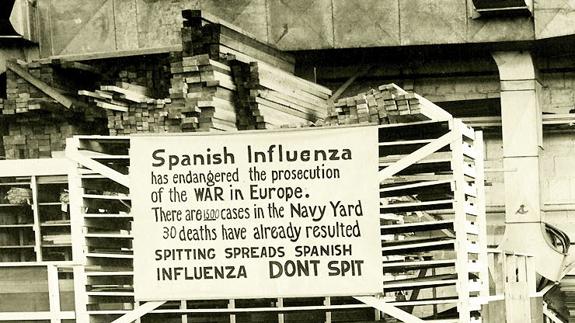 Spanish Influenza
has endangered the prosecution
of the WAR in Europe.
There are 1500 cases in the Navy Yard
30 deaths have already resulted
SPITTING SPREADS SPANISH
INFLUENZA DONT SPIT